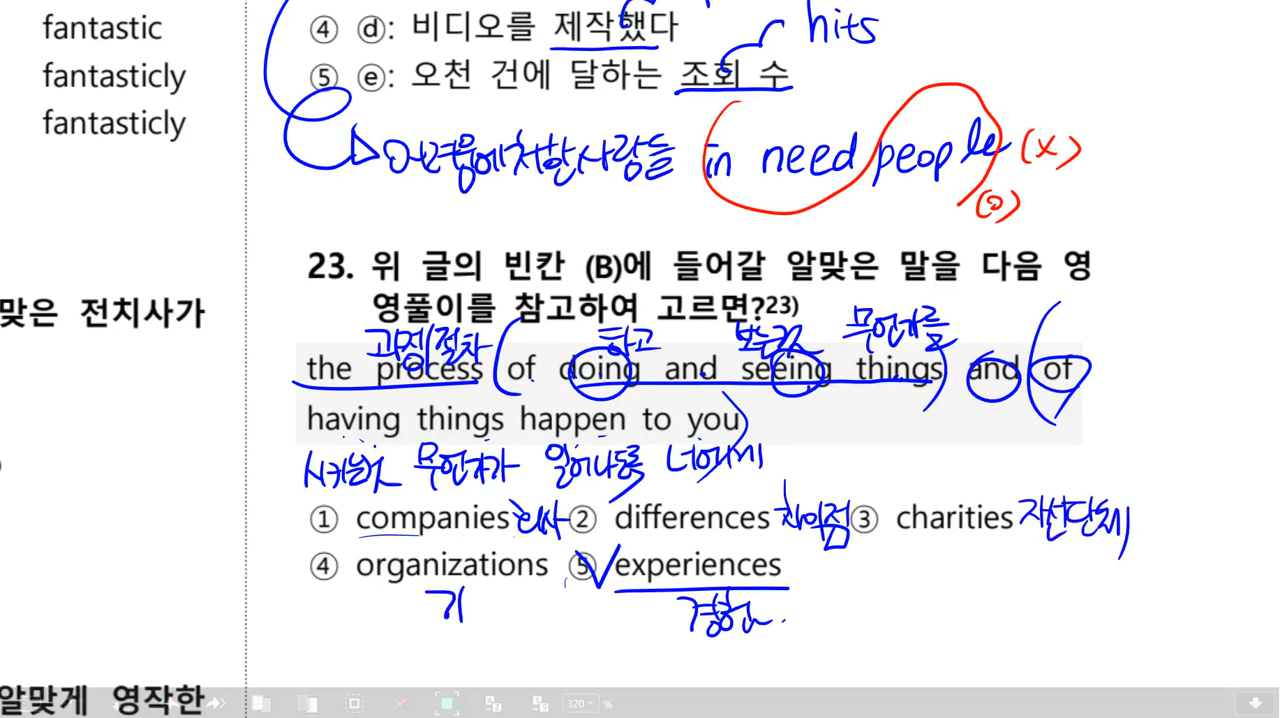 fantastic
fantasticly
fantasticly
맞은 전치사가
알맞게 영작한
④ ⓓ: 비디오를 제작했다
hits
⑤ ⓔ: 오천 건에 달하는 조회 수
어려움에 처한 사람들 in need people (x)
(o)
23. 위 글의 빈칸 (B)에 들어갈 알맞은 말을 다음 영
영풀이를 참고하여 고르면?23)
과정/절차 하고 보는것 무언가를
the process of doing and seeing things and of
having things happen to you
시키는것 무언가가 일어나도록 너에게
① companies 회사 ② differences 차이점 ③ charities 자선단체
④ organizations ⑤ experiences
기 경험
320 %